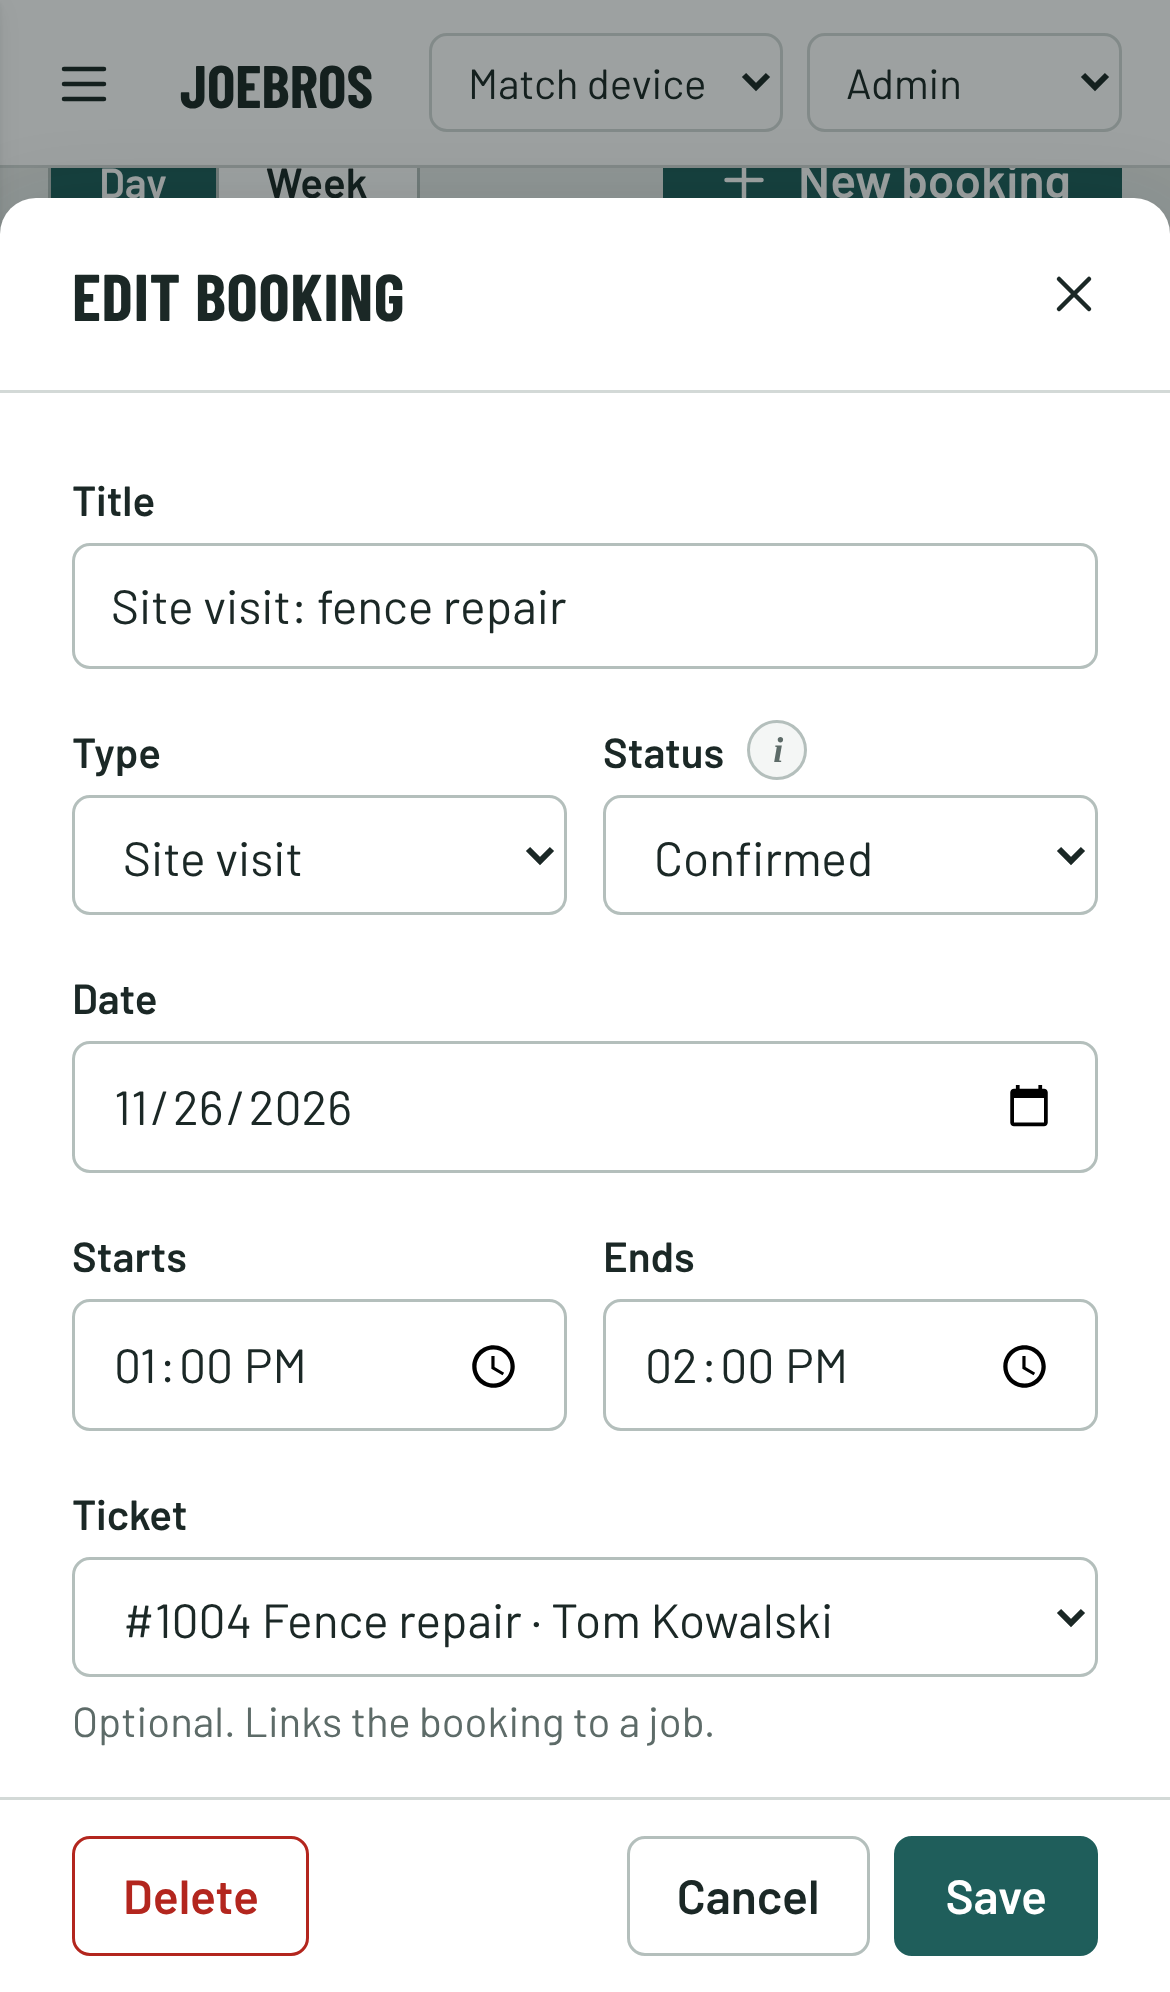 JOEBROS
Match device
Admin
Day
Week
+ New booking
EDIT BOOKING
Title
Site visit: fence repair
Type
Status i
Site visit
Confirmed
Date
11/26/2026
Starts
Ends
01:00 PM
02:00 PM
Ticket
#1004 Fence repair · Tom Kowalski
Optional. Links the booking to a job.
Delete
Cancel
Save